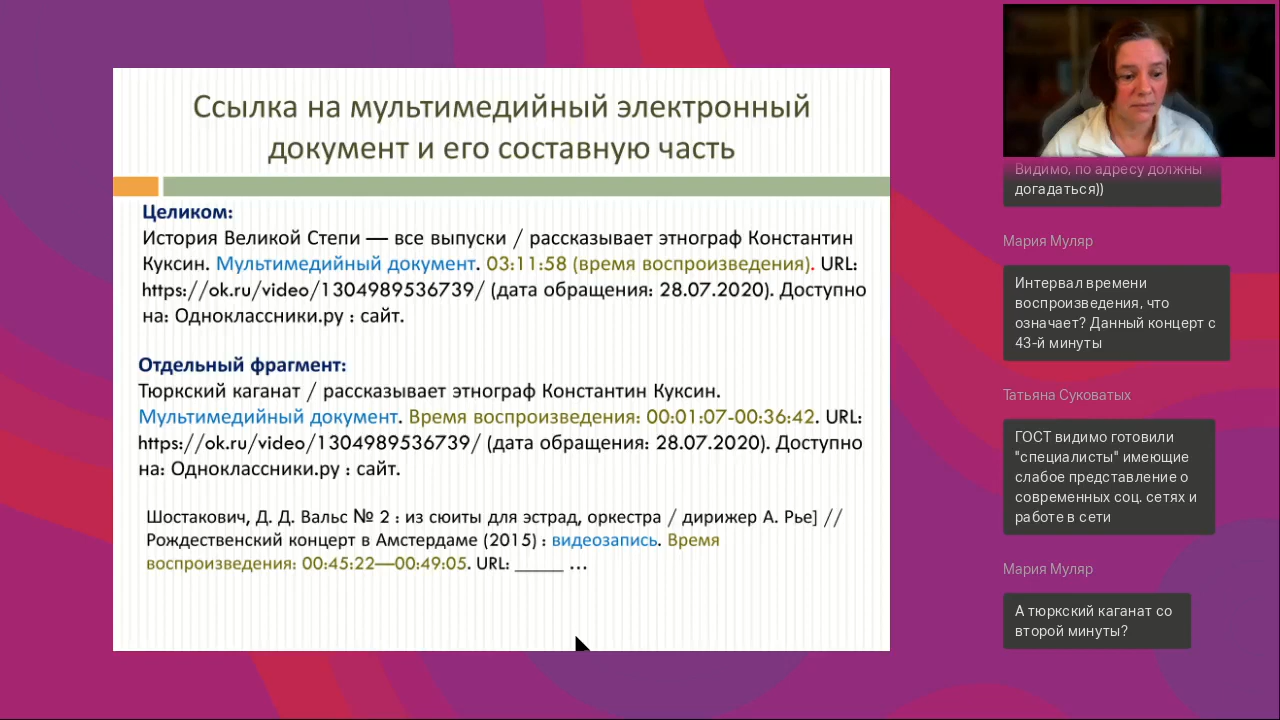 Ссылка на мультимедийный электронный
документ и его составную часть
Целиком:
История Великой Степи — все выпуски / рассказывает этнограф Константин
Куксин. Мультимедийный документ. 03:11:58 (время воспроизведения). URL:
https://ok.ru/video/1304989536739/ (дата обращения: 28.07.2020). Доступно
на: Одноклассники.ру : сайт.
Отдельный фрагмент:
Тюркский каганат / рассказывает этнограф Константин Куксин.
Мультимедийный документ. Время воспроизведения: 00:01:07-00:36:42. URL:
https://ok.ru/video/1304989536739/ (дата обращения: 28.07.2020). Доступно
на: Одноклассники.ру : сайт.
Шостакович, Д. Д. Вальс № 2 : из сюиты для эстрад, оркестра / дирижер А. Рье] //
Рождественский концерт в Амстердаме (2015) : видеозапись. Время
воспроизведения: 00:45:22—00:49:05. URL: _____ ...
Видимо, по адресу должны
догадаться))
Мария Муляр
Интервал времени
воспроизведения, что
означает? Данный концерт с
43-й минуты
Татьяна Суковатых
ГОСТ видимо готовили
"специалисты" имеющие
слабое представление о
современных соц. сетях и
работе в сети
Мария Муляр
А тюркский каганат со
второй минуты?